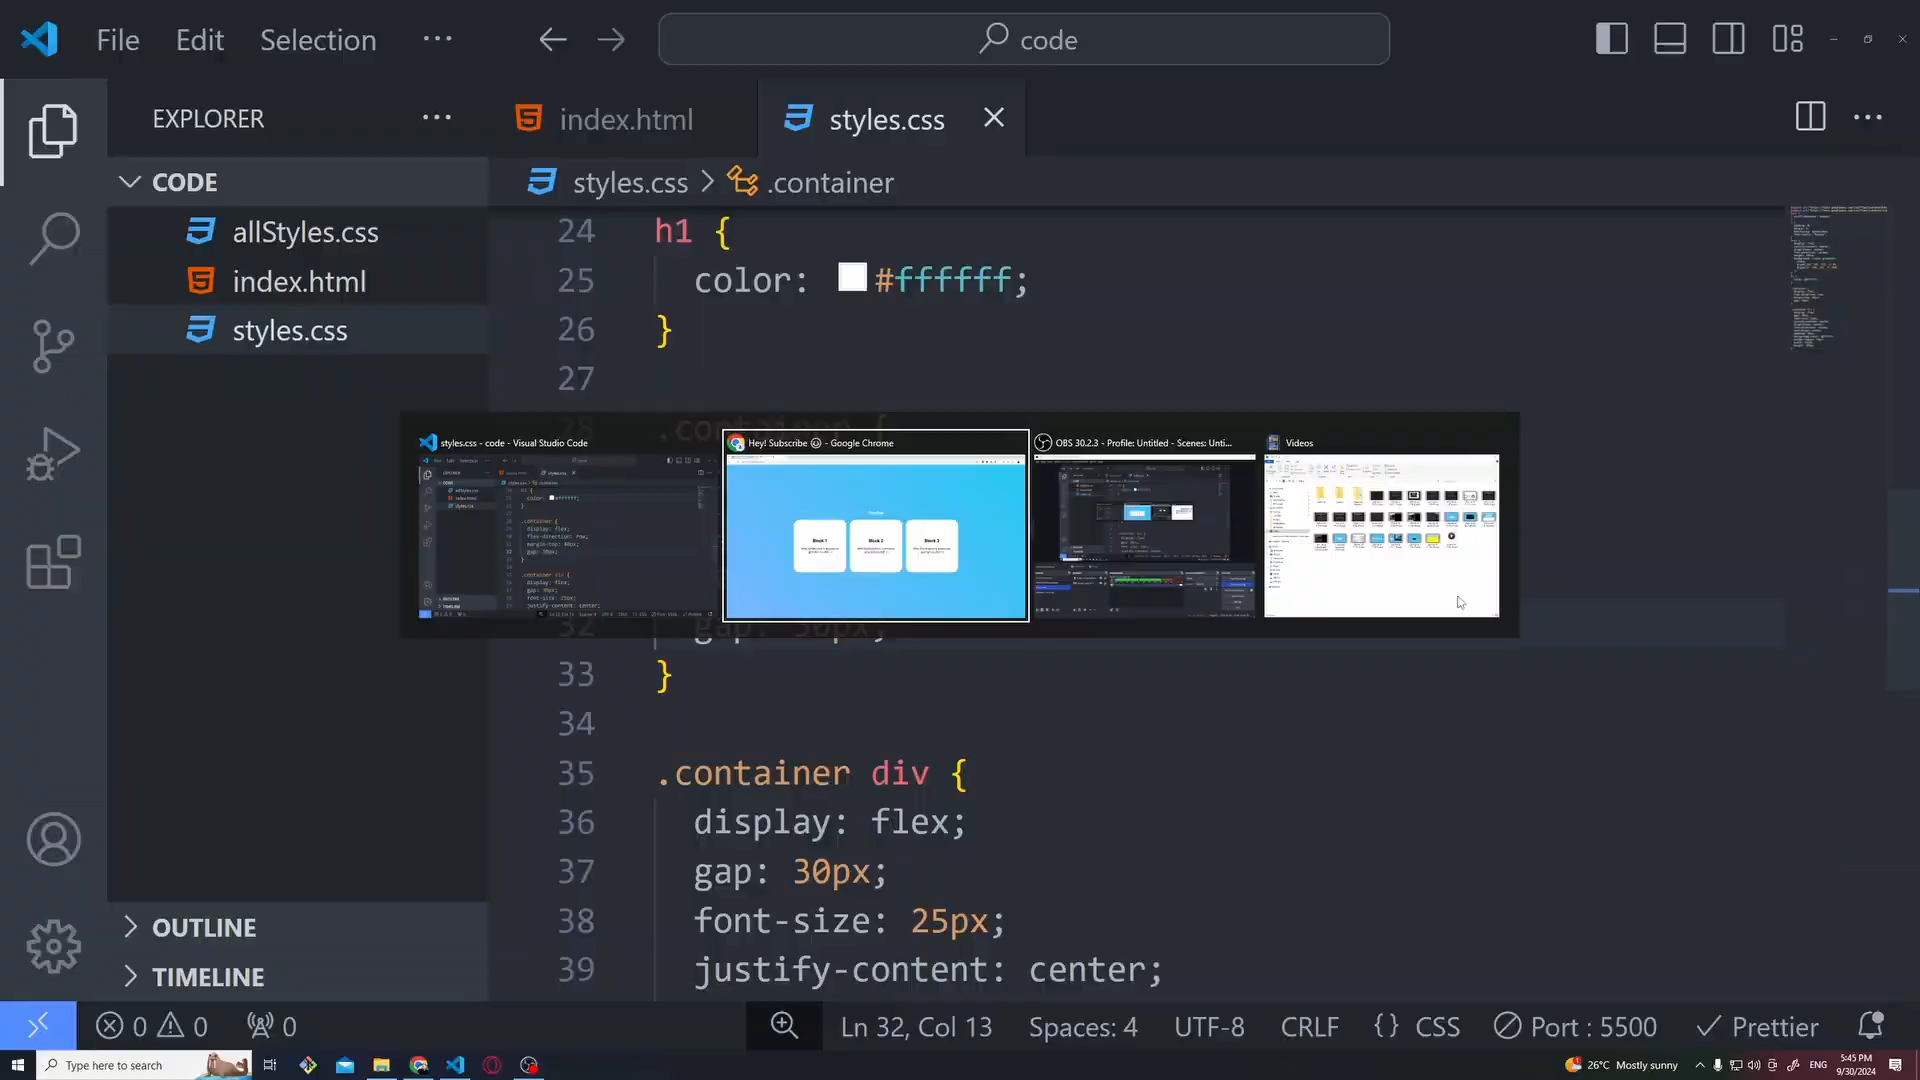 File Edit Selection ···
code
EXPLORER ···
index.html
styles.css
CODE
allStyles.css
index.html
styles.css
styles.css > .container
24 h1 {
25 color: #ffffff;
26 }
27
styles.css - code - Visual Studio Code
Hey! Subscribe ☺ - Google Chrome
OBS 30.2.3 - Profile: Untitled - Scenes: Unti...
Videos
Block 1
Block 2
Block 3
32 gap: 30px;
33 }
34
35 .container div {
36 display: flex;
37 gap: 30px;
38 font-size: 25px;
39 justify-content: center;
OUTLINE
TIMELINE
0 0 0
Ln 32, Col 13
Spaces: 4
UTF-8
CRLF
{} CSS
Port : 5500
Prettier
Type here to search
26°C Mostly sunny
ENG
5:45 PM
9/30/2024